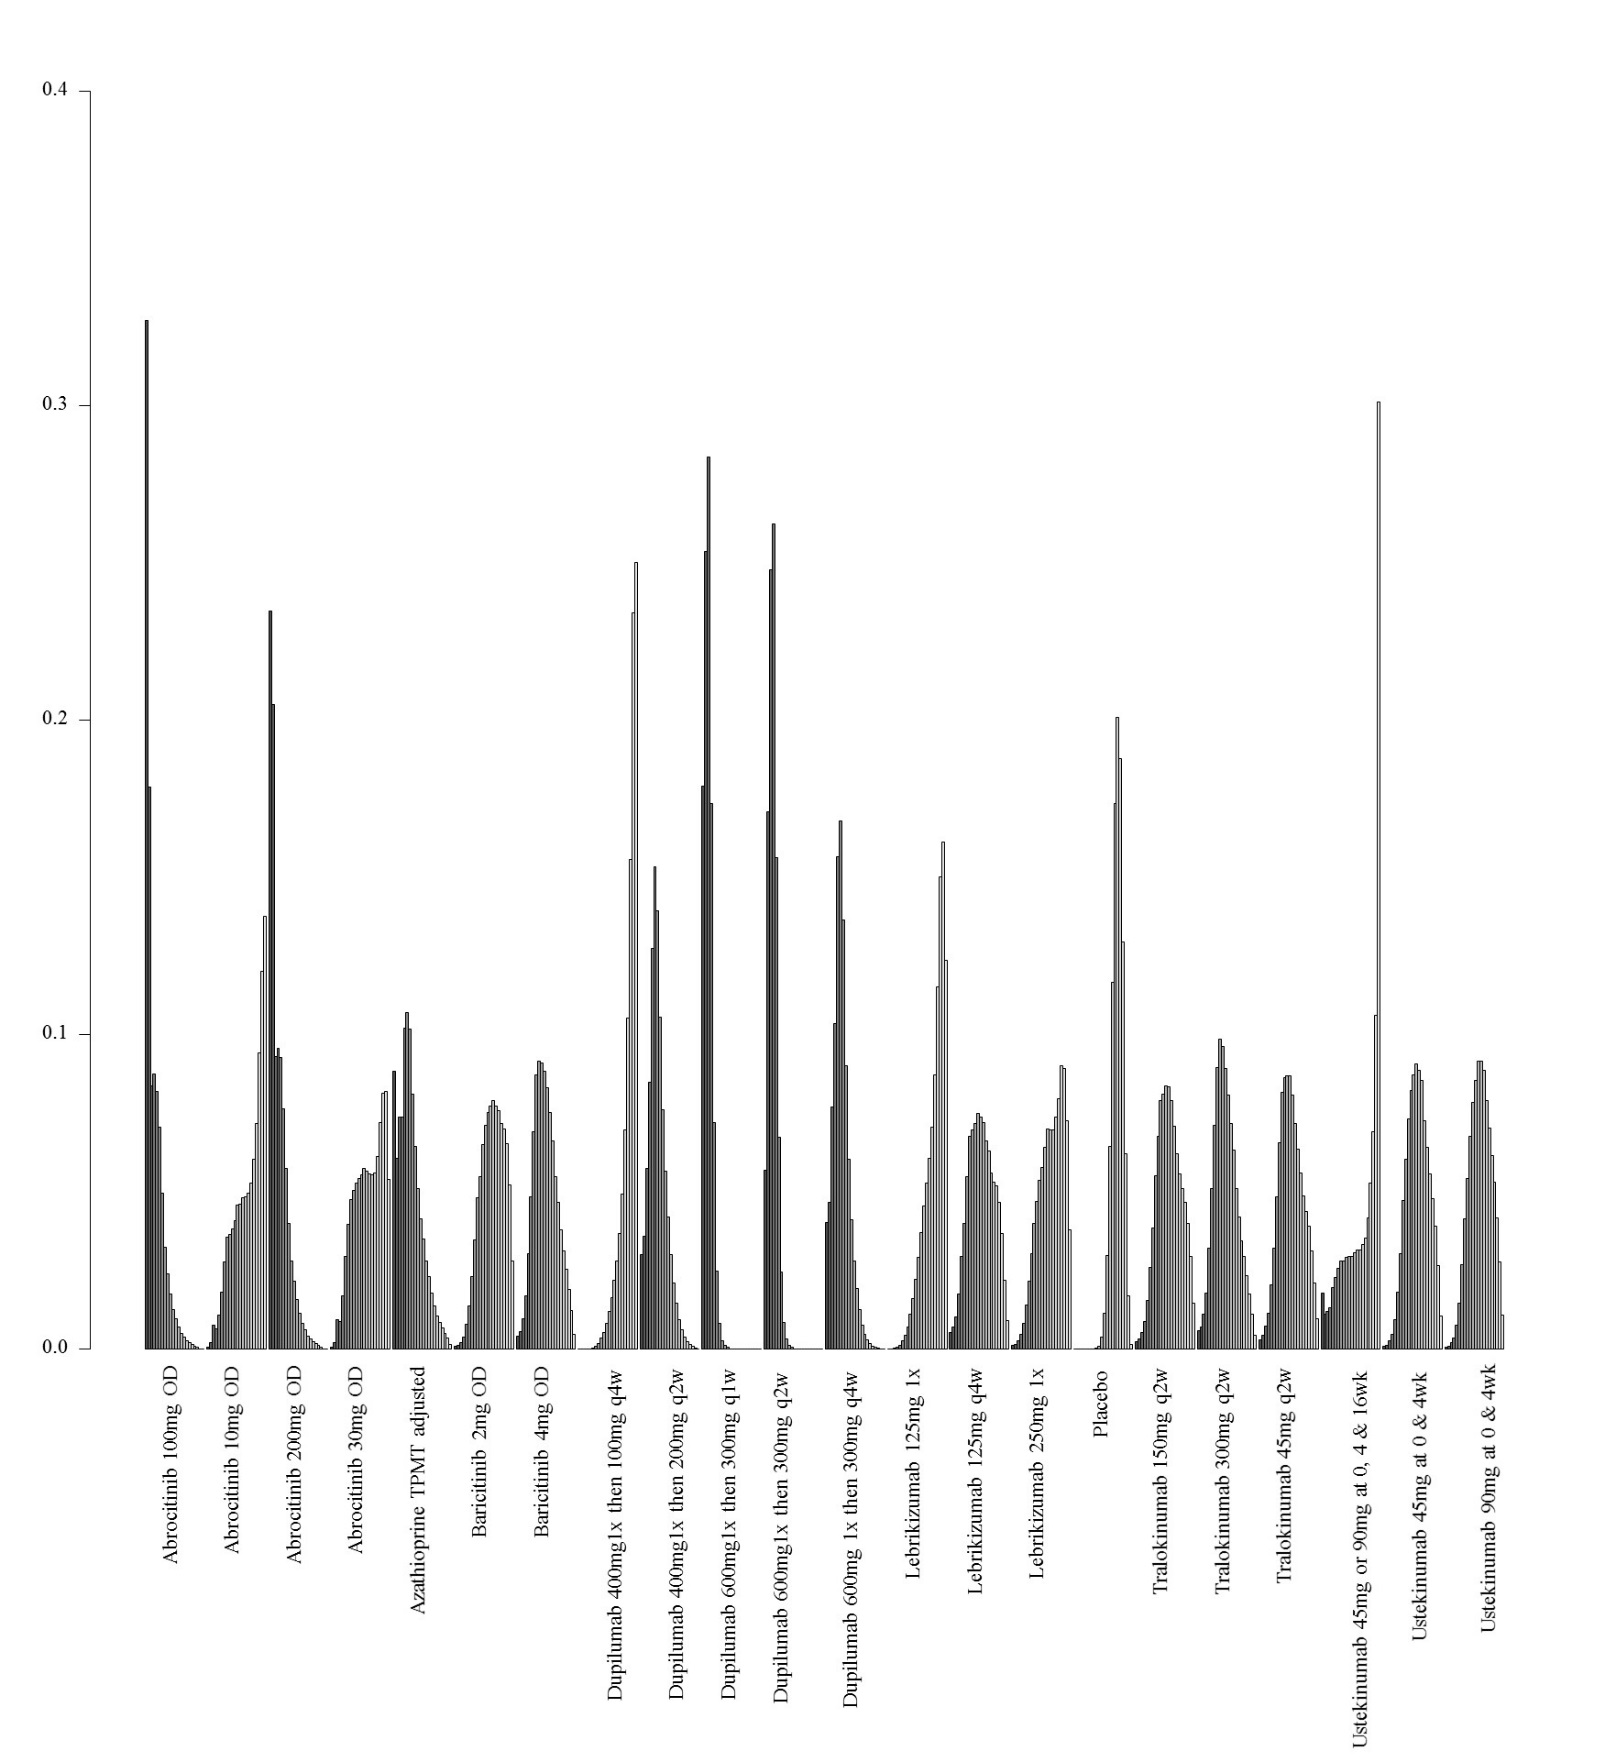 0.4
0.3
0.2
0.1
0.0
Abrocitinib 100mg OD
Abrocitinib 10mg OD
Abrocitinib 200mg OD
Abrocitinib 30mg OD
Azathioprine TPMT adjusted
Baricitinib 2mg OD
Baricitinib 4mg OD
Dupilumab 400mg1x then 100mg q4w
Dupilumab 400mg1x then 200mg q2w
Dupilumab 600mg1x then 300mg q1w
Dupilumab 600mg1x then 300mg q2w
Dupilumab 600mg 1x then 300mg q4w
Lebrikizumab 125mg 1x
Lebrikizumab 125mg q4w
Lebrikizumab 250mg 1x
Placebo
Tralokinumab 150mg q2w
Tralokinumab 300mg q2w
Tralokinumab 45mg q2w
Ustekinumab 45mg or 90mg at 0, 4 & 16wk
Ustekinumab 45mg at 0 & 4wk
Ustekinumab 90mg at 0 & 4wk